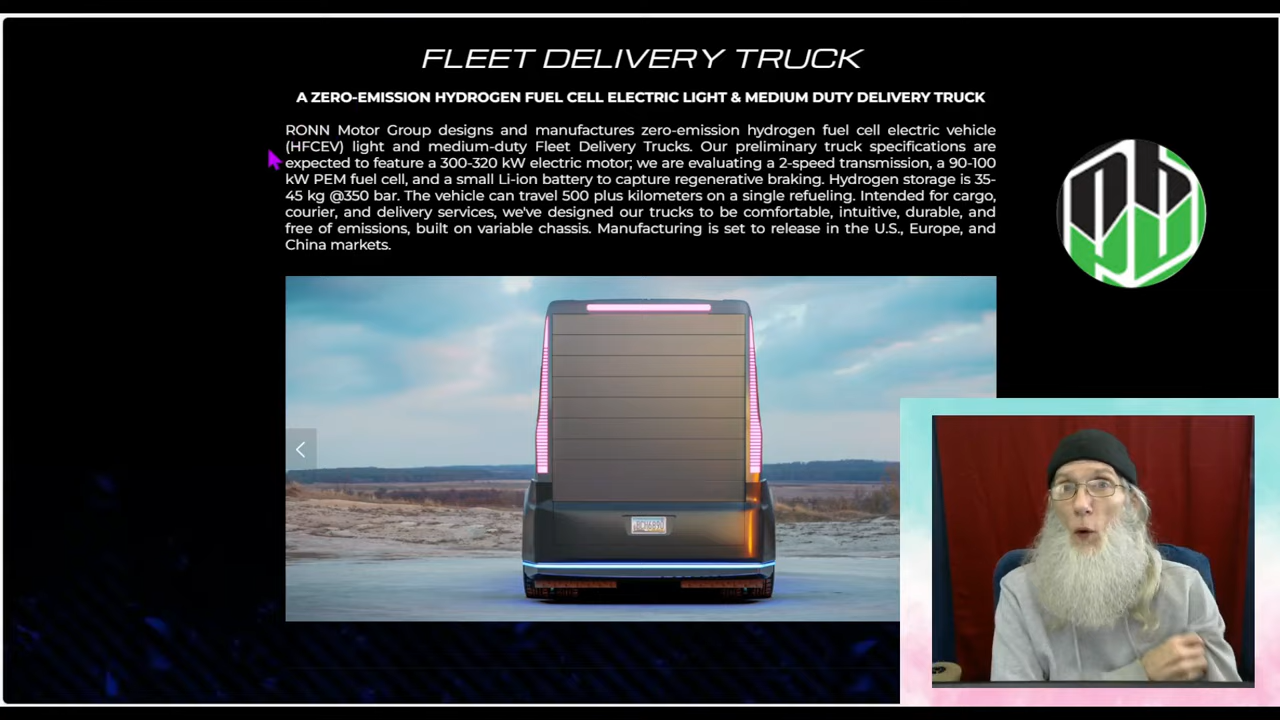 FLEET DELIVERY TRUCK
A ZERO-EMISSION HYDROGEN FUEL CELL ELECTRIC LIGHT & MEDIUM DUTY DELIVERY TRUCK
RONN Motor Group designs and manufactures zero-emission hydrogen fuel cell electric vehicle
(HFCEV) light and medium-duty Fleet Delivery Trucks. Our preliminary truck specifications are
expected to feature a 300-320 kW electric motor; we are evaluating a 2-speed transmission, a 90-100
kW PEM fuel cell, and a small Li-ion battery to capture regenerative braking. Hydrogen storage is 35-
45 kg @350 bar. The vehicle can travel 500 plus kilometers on a single refueling. Intended for cargo,
courier, and delivery services, we've designed our trucks to be comfortable, intuitive, durable, and
free of emissions, built on variable chassis. Manufacturing is set to release in the U.S., Europe, and
China markets.